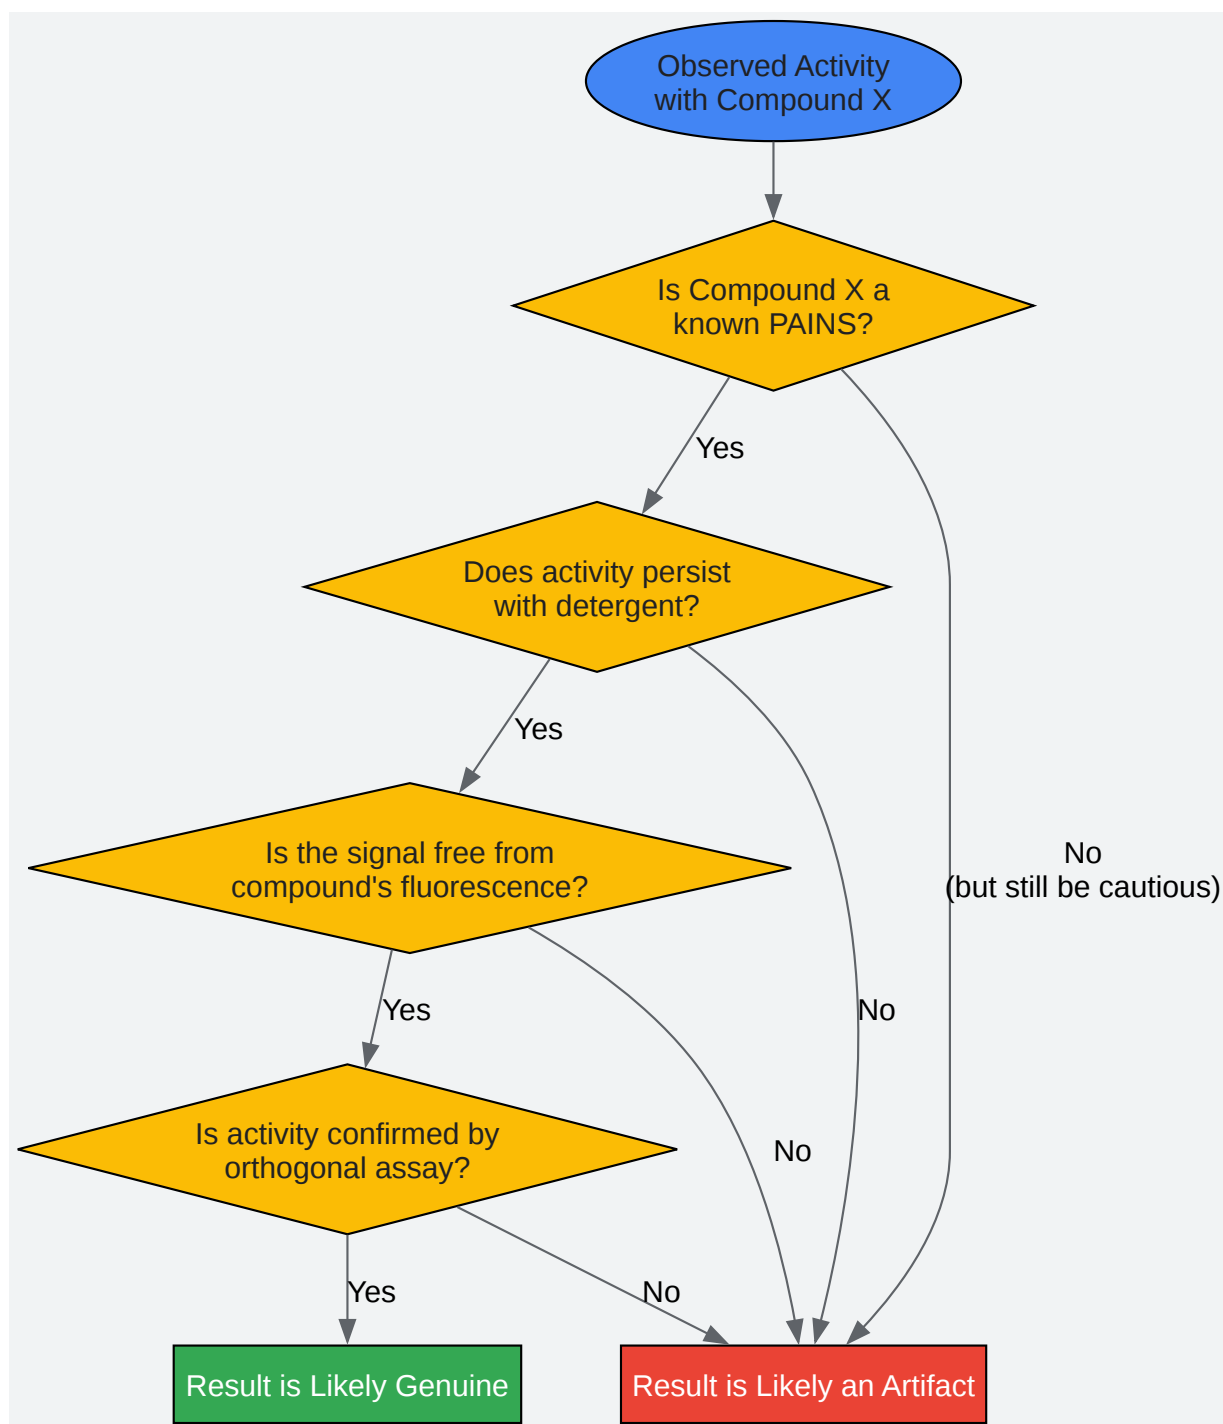 Observed Activity
with Compound X
Is Compound X a
known PAINS?
Yes
Does activity persist
with detergent?
Yes
Is the signal free from
compound's fluorescence?
No
(but still be cautious)
Yes
No
Is activity confirmed by
orthogonal assay?
No
Yes
No
Result is Likely Genuine
Result is Likely an Artifact